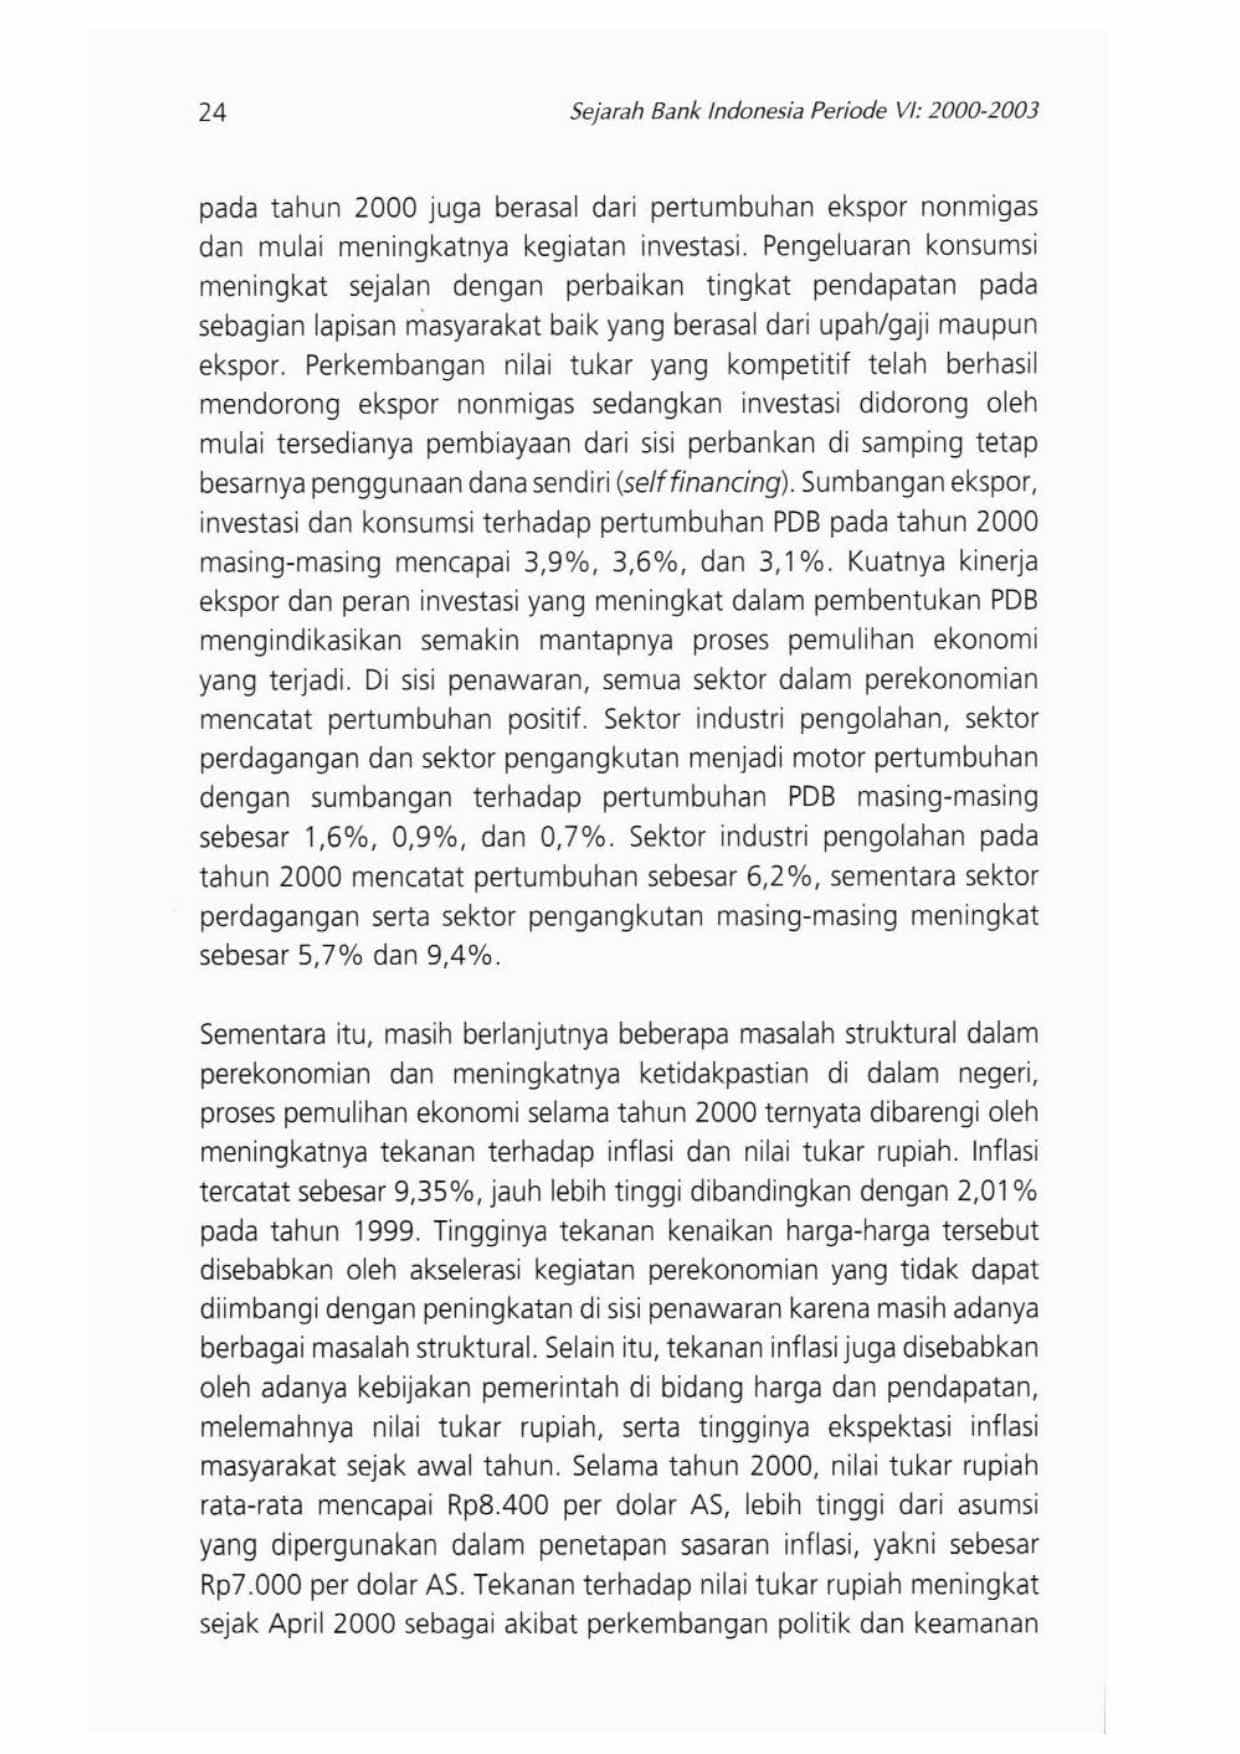 24
Sejarah Bank Indonesia Periode VI: 2000-2003
pada tahun 2000 juga berasal dari pertumbuhan ekspor nonmigas
dan mulai meningkatnya kegiatan investasi. Pengeluaran konsumsi
meningkat sejalan dengan perbaikan tingkat pendapatan pada
sebagian lapisan masyarakat baik yang berasal dari upah/gaji maupun
ekspor. Perkembangan nilai tukar yang kompetitif telah berhasil
mendorong ekspor nonmigas sedangkan investasi didorong oleh
mulai tersedianya pembiayaan dari sisi perbankan di samping tetap
besarnya penggunaan dana sendiri (self financing). Sumbangan ekspor,
investasi dan konsumsi terhadap pertumbuhan PDB pada tahun 2000
masing-masing mencapai 3,9%, 3,6%, dan 3,1%. Kuatnya kinerja
ekspor dan peran investasi yang meningkat dalam pembentukan PDB
mengindikasikan semakin mantapnya proses pemulihan ekonomi
yang terjadi. Di sisi penawaran, semua sektor dalam perekonomian
mencatat pertumbuhan positif. Sektor industri pengolahan, sektor
perdagangan dan sektor pengangkutan menjadi motor pertumbuhan
dengan sumbangan terhadap pertumbuhan PDB masing-masing
sebesar 1,6%, 0,9%, dan 0,7%. Sektor industri pengolahan pada
tahun 2000 mencatat pertumbuhan sebesar 6,2%, sementara sektor
perdagangan serta sektor pengangkutan masing-masing meningkat
sebesar 5,7% dan 9,4%.
Sementara itu, masih berlanjutnya beberapa masalah struktural dalam
perekonomian dan meningkatnya ketidakpastian di dalam negeri,
proses pemulihan ekonomi selama tahun 2000 ternyata dibarengi oleh
meningkatnya tekanan terhadap inflasi dan nilai tukar rupiah. Inflasi
tercatat sebesar 9,35%, jauh lebih tinggi dibandingkan dengan 2,01%
pada tahun 1999. Tingginya tekanan kenaikan harga-harga tersebut
disebabkan oleh akselerasi kegiatan perekonomian yang tidak dapat
diimbangi dengan peningkatan di sisi penawaran karena masih adanya
berbagai masalah struktural. Selain itu, tekanan inflasi juga disebabkan
oleh adanya kebijakan pemerintah di bidang harga dan pendapatan,
melemahnya nilai tukar rupiah, serta tingginya ekspektasi inflasi
masyarakat sejak awal tahun. Selama tahun 2000, nilai tukar rupiah
rata-rata mencapai Rp8.400 per dolar AS, lebih tinggi dari asumsi
yang dipergunakan dalam penetapan sasaran inflasi, yakni sebesar
Rp7.000 per dolar AS. Tekanan terhadap nilai tukar rupiah meningkat
sejak April 2000 sebagai akibat perkembangan politik dan keamanan